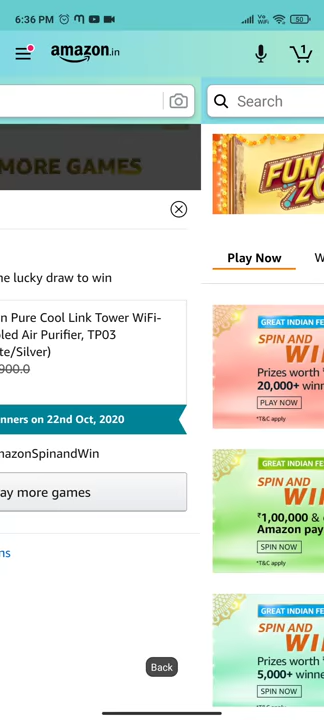 6:36 PM
Vo
WiFi
50
amazon.in
1
Search
MORE GAMES
FUN
ZO
Play Now
W
ne lucky draw to win
n Pure Cool Link Tower WiFi-
led Air Purifier, TP03
te/Silver)
900.0
nners on 22nd Oct, 2020
mazonSpinandWin
ay more games
ns
GREAT INDIAN FE
SPIN AND
WI
Prizes worth ₹
20,000+ winn
PLAY NOW
*T&C apply
GREAT INDIAN FE
SPIN AND
WI
₹1,00,000 &
Amazon pay
SPIN NOW
*T&C apply
GREAT INDIAN FE
SPIN AND
WI
Prizes worth
5,000+ winne
SPIN NOW
Back